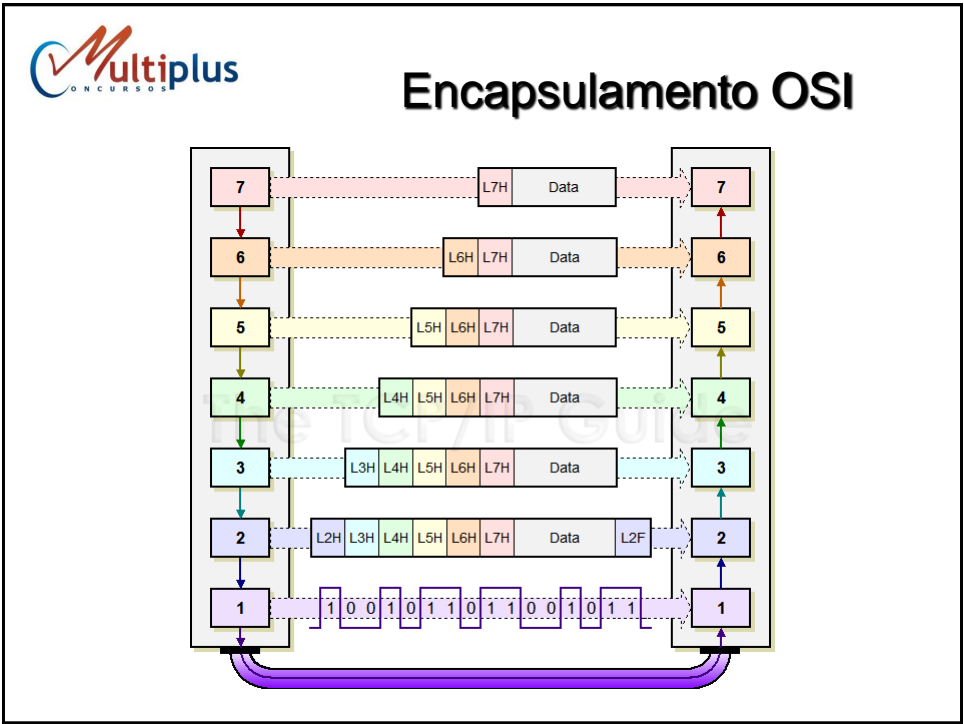 Multiplus
CONCURSOS
Encapsulamento OSI
7 L7H Data 7
6 L6H L7H Data 6
5 L5H L6H L7H Data 5
4 L4H L5H L6H L7H Data 4
The TCP/IP Guide
3 L3H L4H L5H L6H L7H Data 3
2 L2H L3H L4H L5H L6H L7H Data L2F 2
1 1 0 0 1 0 1 1 0 1 1 0 0 1 0 1 1 1